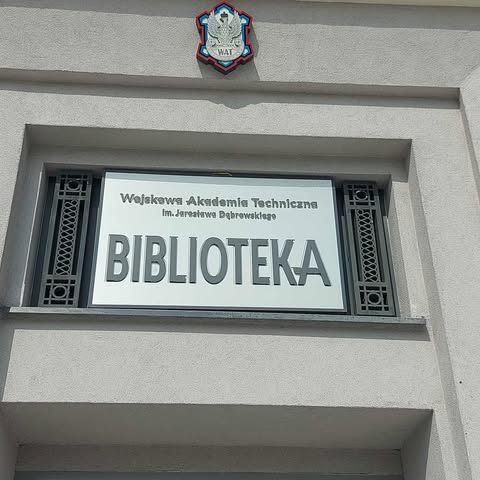 WAT
Wojskowa Akademia Techniczna
im. Jarosława Dąbrowskiego
BIBLIOTEKA